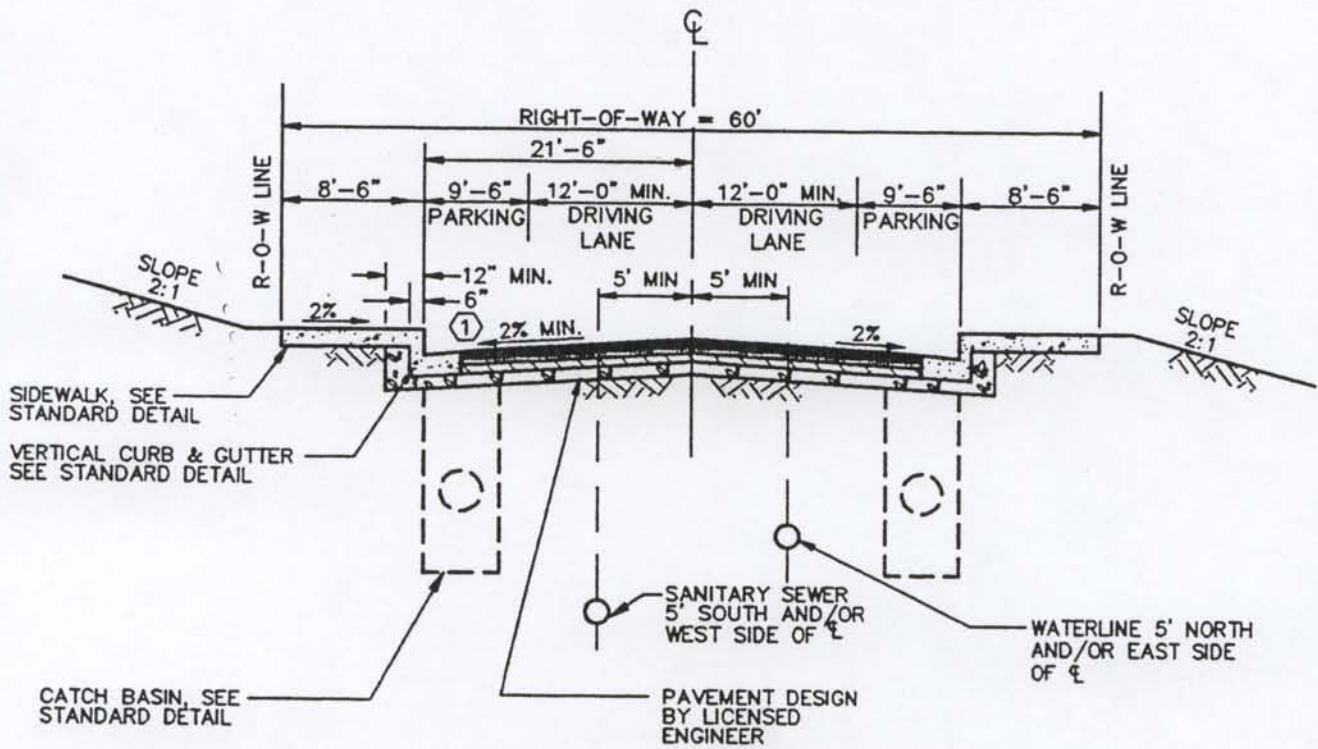 ℄
RIGHT-OF-WAY = 60'
21'-6"
R-O-W LINE
8'-6"
9'-6"
PARKING
12'-0" MIN.
DRIVING
LANE
12'-0" MIN.
DRIVING
LANE
9'-6"
PARKING
8'-6"
R-O-W LINE
SLOPE
2:1
12" MIN.
6"
5' MIN
5' MIN
2%
1
2% MIN.
2%
SLOPE
2:1
SIDEWALK, SEE
STANDARD DETAIL
VERTICAL CURB & GUTTER
SEE STANDARD DETAIL
SANITARY SEWER
5' SOUTH AND/OR
WEST SIDE OF ℄
WATERLINE 5' NORTH
AND/OR EAST SIDE
OF ℄
CATCH BASIN, SEE
STANDARD DETAIL
PAVEMENT DESIGN
BY LICENSED
ENGINEER